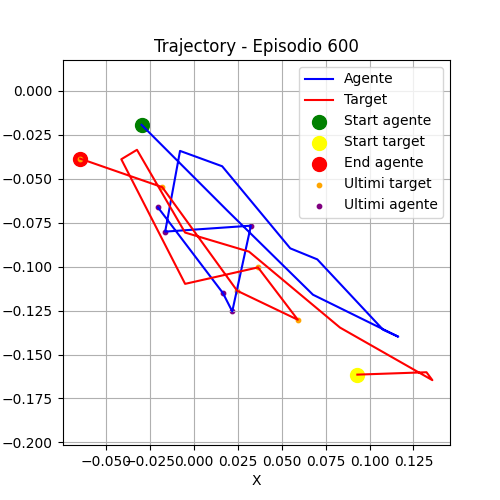 Trajectory - Episodio 600
Agente
Target
Start agente
Start target
End agente
Ultimi target
Ultimi agente
0.000
−0.025
−0.050
−0.075
−0.100
−0.125
−0.150
−0.175
−0.200
−0.050 −0.025 0.000 0.025 0.050 0.075 0.100 0.125
X